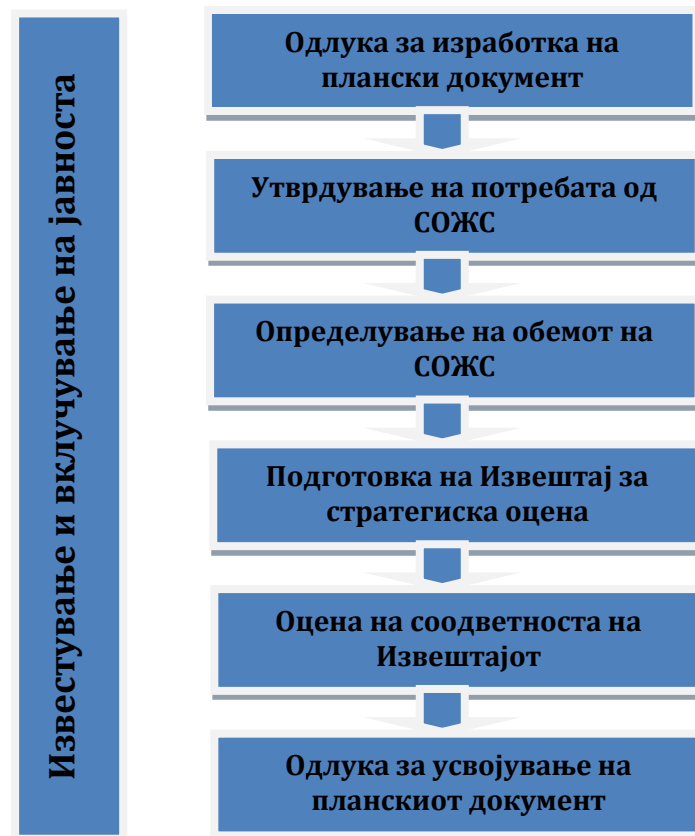 Известување и вклучување на јавноста
Одлука за изработка на
плански документ
Утврдување на потребата од
СОЖС
Определување на обемот на
СОЖС
Подготовка на Извештај за
стратегиска оцена
Оцена на соодветноста на
Извештајот
Одлука за усвојување на
планскиот документ